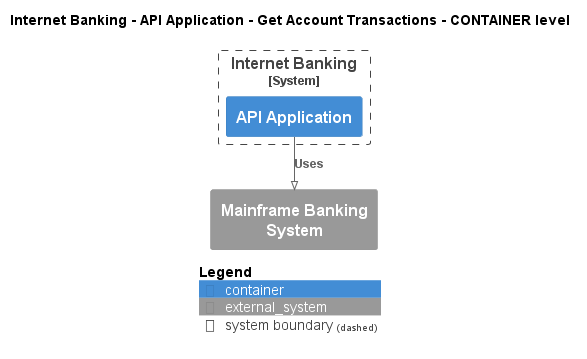 Internet Banking - API Application - Get Account Transactions - CONTAINER level
Internet Banking
[System]
API Application
Uses
Mainframe Banking
System
Legend
container
external_system
system boundary (dashed)